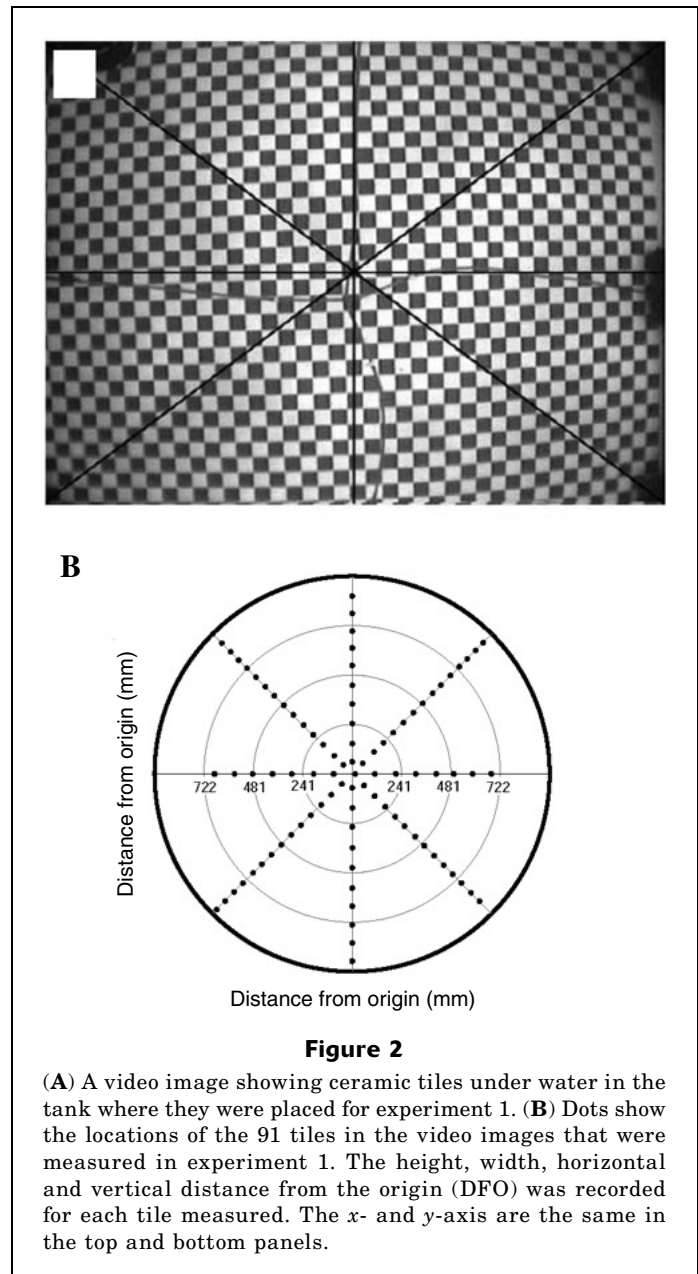 B
Distance from origin (mm)
722 481 241 241 481 722
Distance from origin (mm)
Figure 2
(A) A video image showing ceramic tiles under water in the
tank where they were placed for experiment 1. (B) Dots show
the locations of the 91 tiles in the video images that were
measured in experiment 1. The height, width, horizontal
and vertical distance from the origin (DFO) was recorded
for each tile measured. The x- and y-axis are the same in
the top and bottom panels.